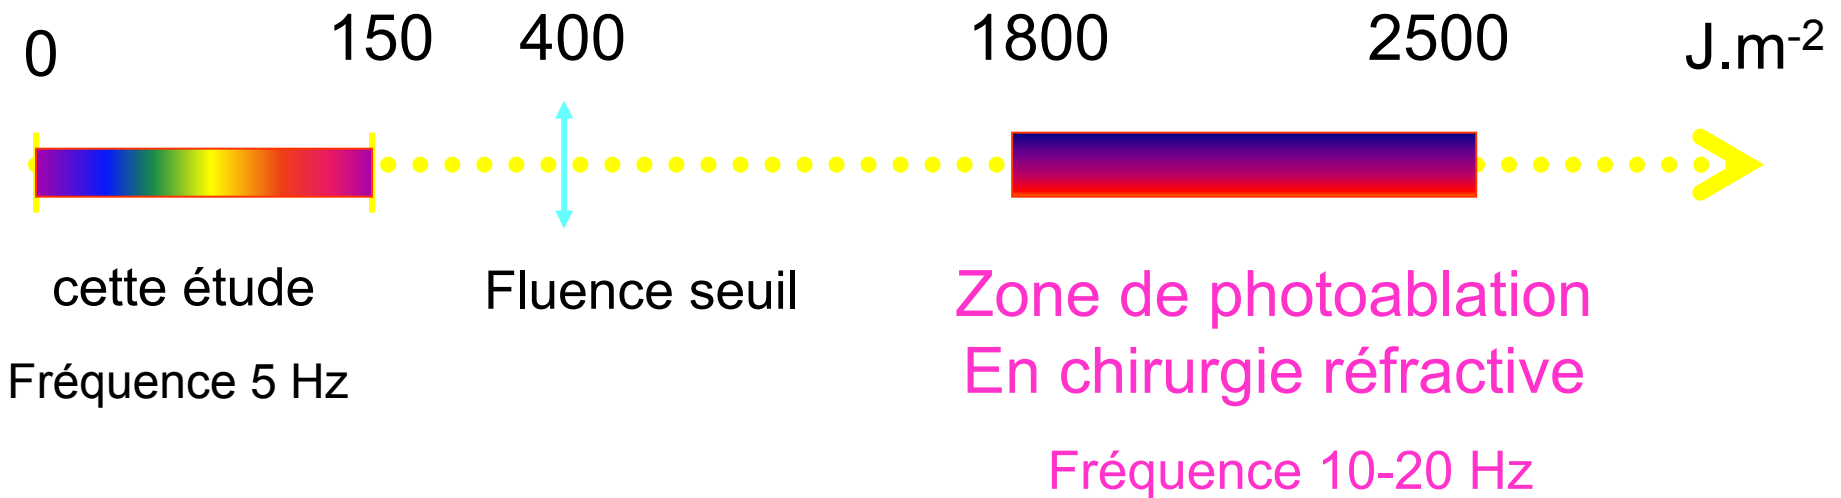 0 150 400 1800 2500 J.m-2
cette étude
Fréquence 5 Hz
Fluence seuil
Zone de photoablation
En chirurgie réfractive
Fréquence 10-20 Hz